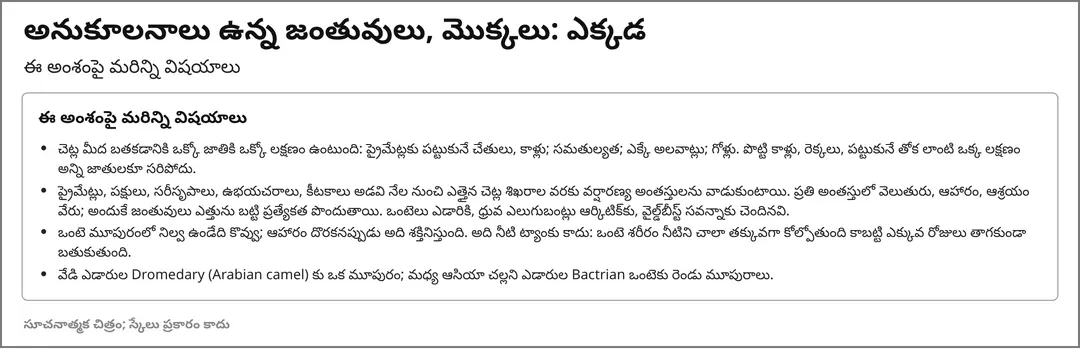 అనుకూలనాలు ఉన్న జంతువులు, మొక్కలు: ఎక్కడ
ఈ అంశంపై మరిన్ని విషయాలు
ఈ అంశంపై మరిన్ని విషయాలు
• చెట్ల మీద బతకడానికి ఒక్కో జాతికి ఒక్కో లక్షణం ఉంటుంది: ప్రైమేట్లకు పట్టుకునే చేతులు, కాళ్లు; సమతుల్యత; ఎక్కే అలవాట్లు; గోళ్లు. పొట్టి కాళ్లు, రెక్కలు, పట్టుకునే తోక లాంటి ఒక్క లక్షణం
అన్ని జాతులకూ సరిపోదు.
• ప్రైమేట్లు, పక్షులు, సరీసృపాలు, ఉభయచరాలు, కీటకాలు అడవి నేల నుంచి ఎత్తైన చెట్ల శిఖరాల వరకు వర్షారణ్య అంతస్తులను వాడుకుంటాయి. ప్రతి అంతస్తులో వెలుతురు, ఆహారం, ఆశ్రయం
వేరు; అందుకే జంతువులు ఎత్తును బట్టి ప్రత్యేకత పొందుతాయి. ఒంటెలు ఎడారికి, ధ్రువ ఎలుగుబంట్లు ఆర్కిటిక్‌కు, వైల్డ్‌బీస్ట్ సవన్నాకు చెందినవి.
• ఒంటె మూపురంలో నిల్వ ఉండేది కొవ్వు; ఆహారం దొరకనప్పుడు అది శక్తినిస్తుంది. అది నీటి ట్యాంకు కాదు: ఒంటె శరీరం నీటిని చాలా తక్కువగా కోల్పోతుంది కాబట్టి ఎక్కువ రోజులు తాగకుండా
బతుకుతుంది.
• వేడి ఎడారుల Dromedary (Arabian camel) కు ఒక మూపురం; మధ్య ఆసియా చల్లని ఎడారుల Bactrian ఒంటెకు రెండు మూపురాలు.
సూచనాత్మక చిత్రం; స్కేలు ప్రకారం కాదు